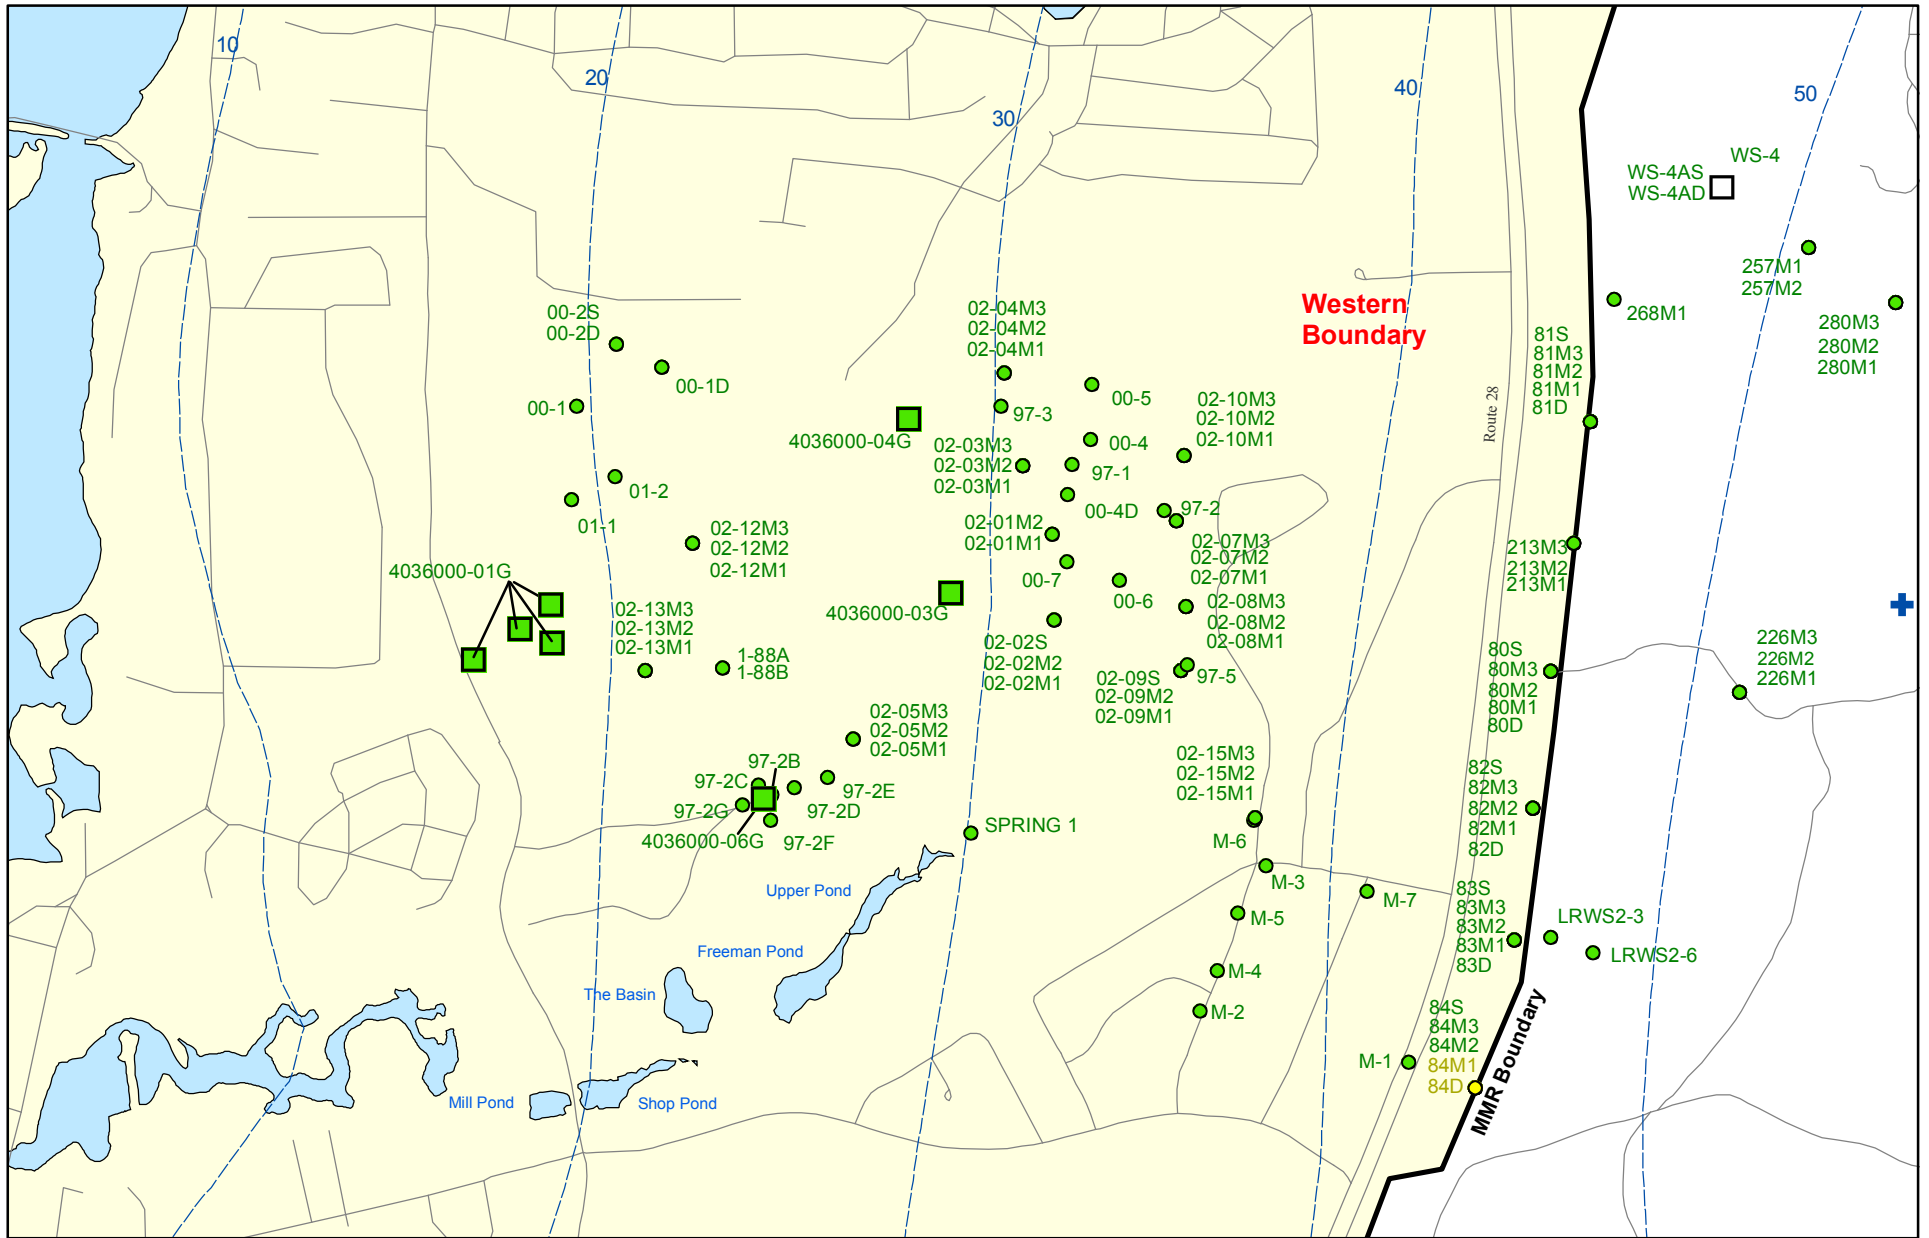 10
20
30
40
50
WS-4
WS-4AS
WS-4AD
257M1
257M2
268M1
280M3
280M2
280M1
Western
Boundary
00-2S
00-2D
00-1D
00-1
02-04M3
02-04M2
02-04M1
97-3
00-5
00-4
97-1
02-10M3
02-10M2
02-10M1
81S
81M3
81M2
81M1
81D
Route 28
4036000-04G
02-03M3
02-03M2
02-03M1
00-4D
97-2
01-2
01-1
02-12M3
02-12M2
02-12M1
02-01M2
02-01M1
00-7
00-6
02-07M3
02-07M2
02-07M1
213M3
213M2
213M1
4036000-01G
4036000-03G
02-13M3
02-13M2
02-13M1
1-88A
1-88B
02-02S
02-02M2
02-02M1
02-08M3
02-08M2
02-08M1
02-09S
02-09M2
02-09M1
97-5
80S
80M3
80M2
80M1
80D
226M3
226M2
226M1
02-05M3
02-05M2
02-05M1
97-2B
97-2C
97-2G
97-2E
97-2D
4036000-06G
97-2F
SPRING 1
02-15M3
02-15M2
02-15M1
M-6
82S
82M3
82M2
82M1
82D
M-3
M-7
M-5
Upper Pond
83S
83M3
83M2
83M1
83D
LRWS2-3
LRWS2-6
Freeman Pond
The Basin
M-4
M-2
84S
84M3
84M2
84M1
84D
M-1
MMR Boundary
Mill Pond
Shop Pond